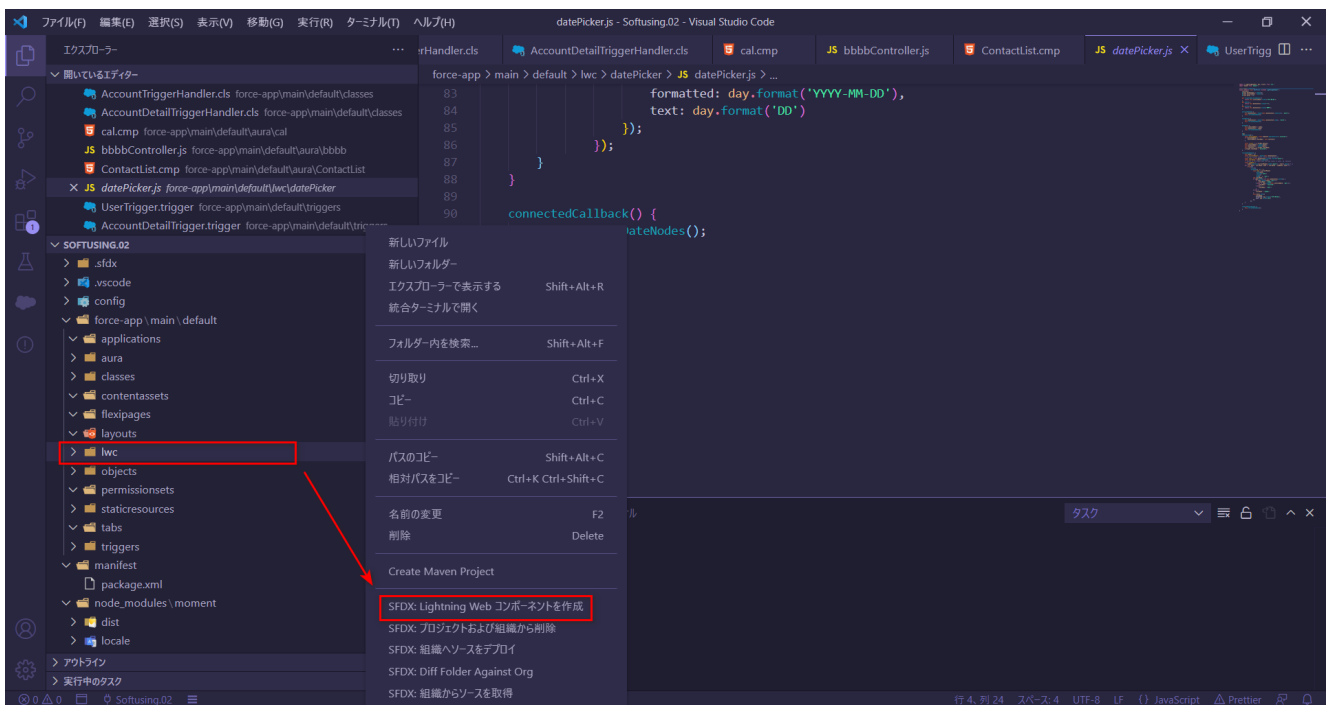 ファイル(F) 編集(E) 選択(S) 表示(V) 移動(G) 実行(R) ターミナル(T) ヘルプ(H) datePicker.js - Softusing.02 - Visual Studio Code
エクスプローラー
rHandler.cls AccountDetailTriggerHandler.cls cal.cmp JS bbbbController.js ContactList.cmp JS datePicker.js UserTrigg
開いているエディター
AccountTriggerHandler.cls force-app\main\default\classes
AccountDetailTriggerHandler.cls force-app\main\default\classes
cal.cmp force-app\main\default\aura\cal
JS bbbbController.js force-app\main\default\aura\bbbb
ContactList.cmp force-app\main\default\aura\ContactList
JS datePicker.js force-app\main\default\lwc\datePicker
UserTrigger.trigger force-app\main\default\triggers
AccountDetailTrigger.trigger force-app\main\default\triggers
force-app > main > default > lwc > datePicker > JS datePicker.js > ...
83 formatted: day.format('YYYY-MM-DD'),
84 text: day.format('DD')
85 });
86 });
87 }
88 }
89
90 connectedCallback() {
ateNodes();
1
SOFTUSING.02
.sfdx
.vscode
config
force-app \ main \ default
applications
aura
classes
contentassets
flexipages
layouts
lwc
objects
permissionsets
staticresources
tabs
triggers
manifest
package.xml
node_modules \ moment
dist
locale
アウトライン
実行中のタスク
新しいファイル
新しいフォルダー
エクスプローラーで表示する Shift+Alt+R
統合ターミナルで開く
フォルダー内を検索... Shift+Alt+F
切り取り Ctrl+X
コピー Ctrl+C
貼り付け Ctrl+V
パスのコピー Shift+Alt+C
相対パスをコピー Ctrl+K Ctrl+Shift+C
名前の変更 F2
削除 Delete
Create Maven Project
SFDX: Lightning Web コンポーネントを作成
SFDX: プロジェクトおよび組織から削除
SFDX: 組織へソースをデプロイ
SFDX: Diff Folder Against Org
SFDX: 組織からソースを取得
ル
タスク
0 0 Softusing.02
行 4、列 24 スペース: 4 UTF-8 LF {} JavaScript Prettier